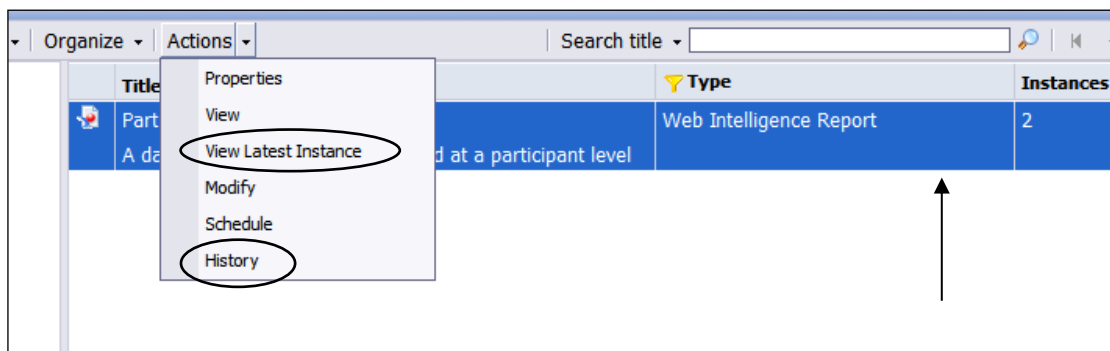 Organize Actions Search title
Title Type Instances
Properties
Part Web Intelligence Report 2
View
A da d at a participant level
View Latest Instance
Modify
Schedule
History